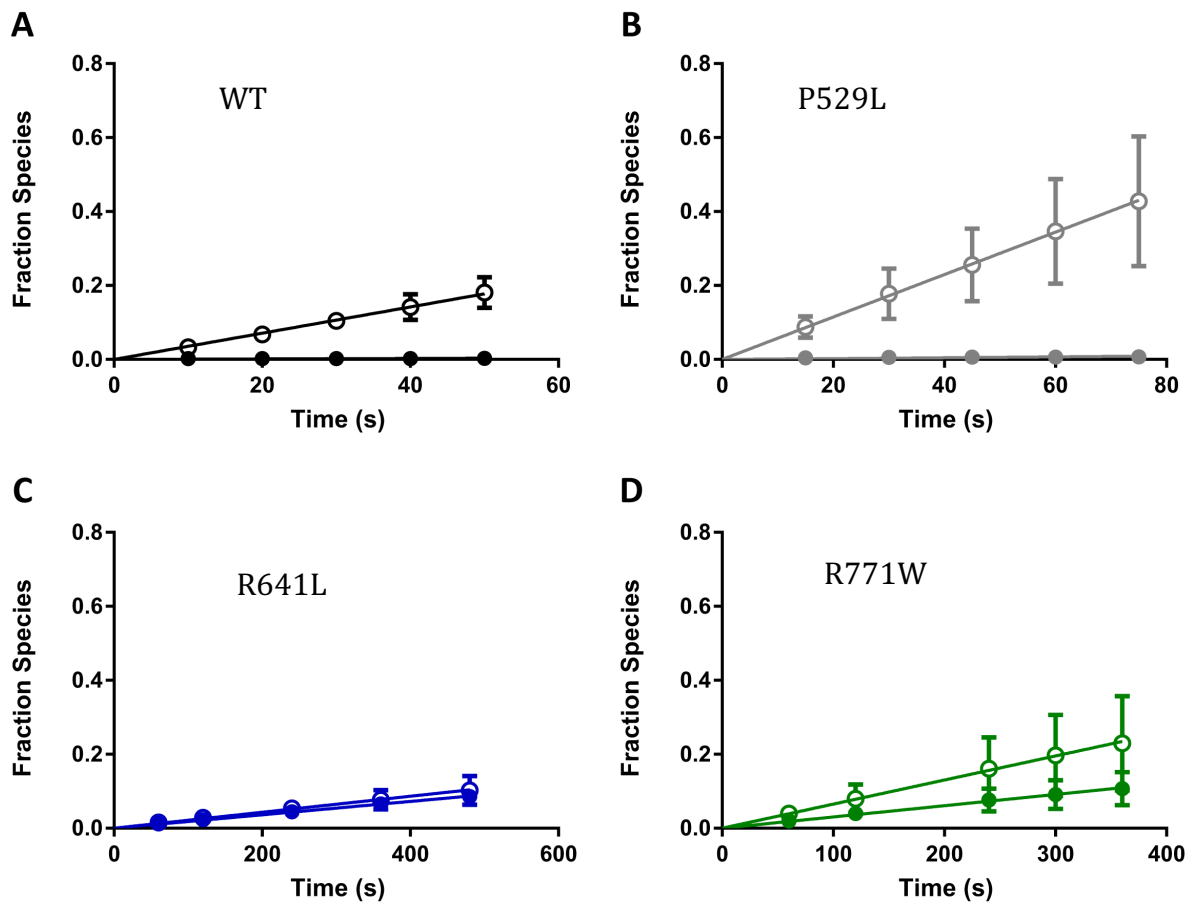 A
WT
Fraction Species
0.8
0.6
0.4
0.2
0.0
0 20 40 60
Time (s)
B
P529L
Fraction Species
0.8
0.6
0.4
0.2
0.0
0 20 40 60 80
Time (s)
C
R641L
Fraction Species
0.8
0.6
0.4
0.2
0.0
0 200 400 600
Time (s)
D
R771W
Fraction Species
0.8
0.6
0.4
0.2
0.0
0 100 200 300 400
Time (s)